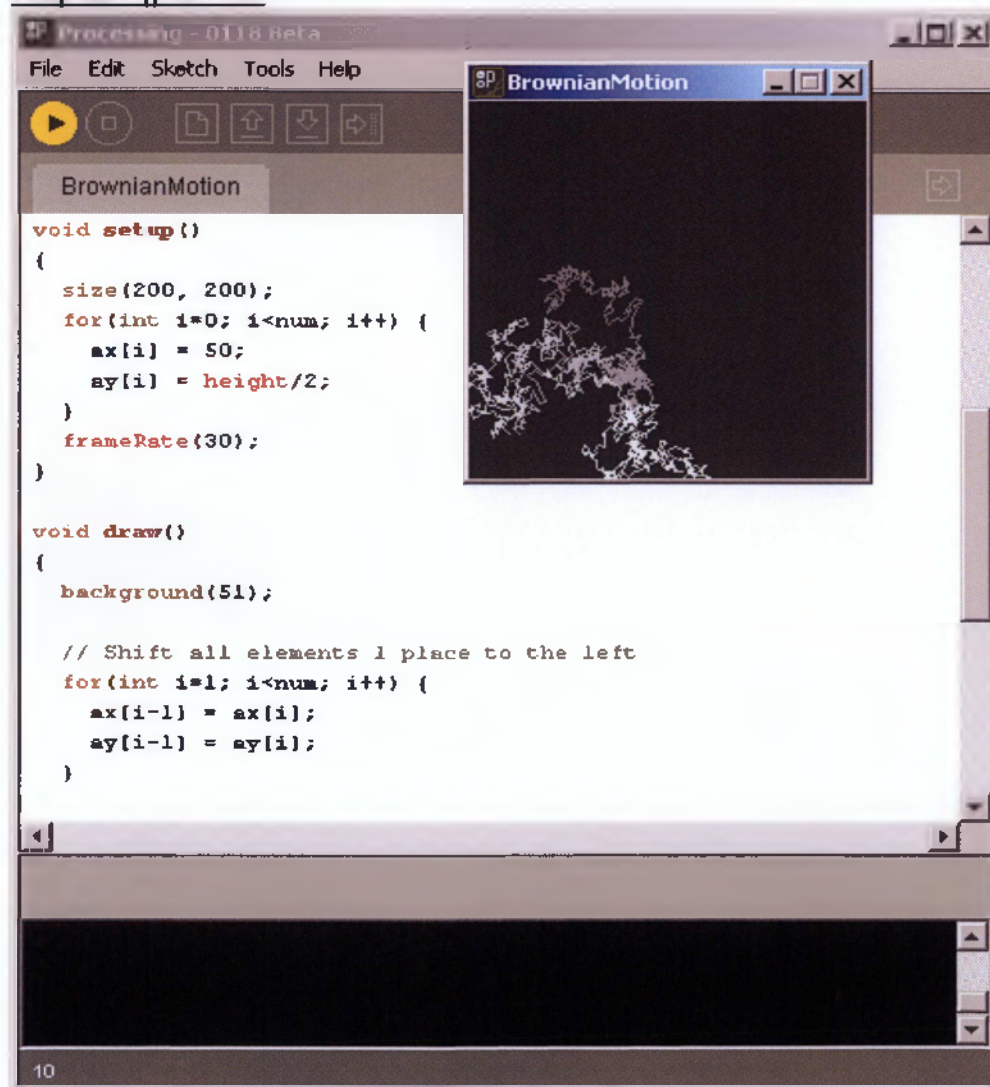 Processing - 0118 Beta
File Edit Sketch Tools Help
BrownianMotion
BrownianMotion
void setup()
{
  size(200, 200);
  for(int i=0; i<num; i++) {
    ax[i] = 50;
    ay[i] = height/2;
  }
  frameRate(30);
}
void draw()
{
  background(51);
  // Shift all elements 1 place to the left
  for(int i=1; i<num; i++) {
    ax[i-1] = ax[i];
    ay[i-1] = ay[i];
  }
10